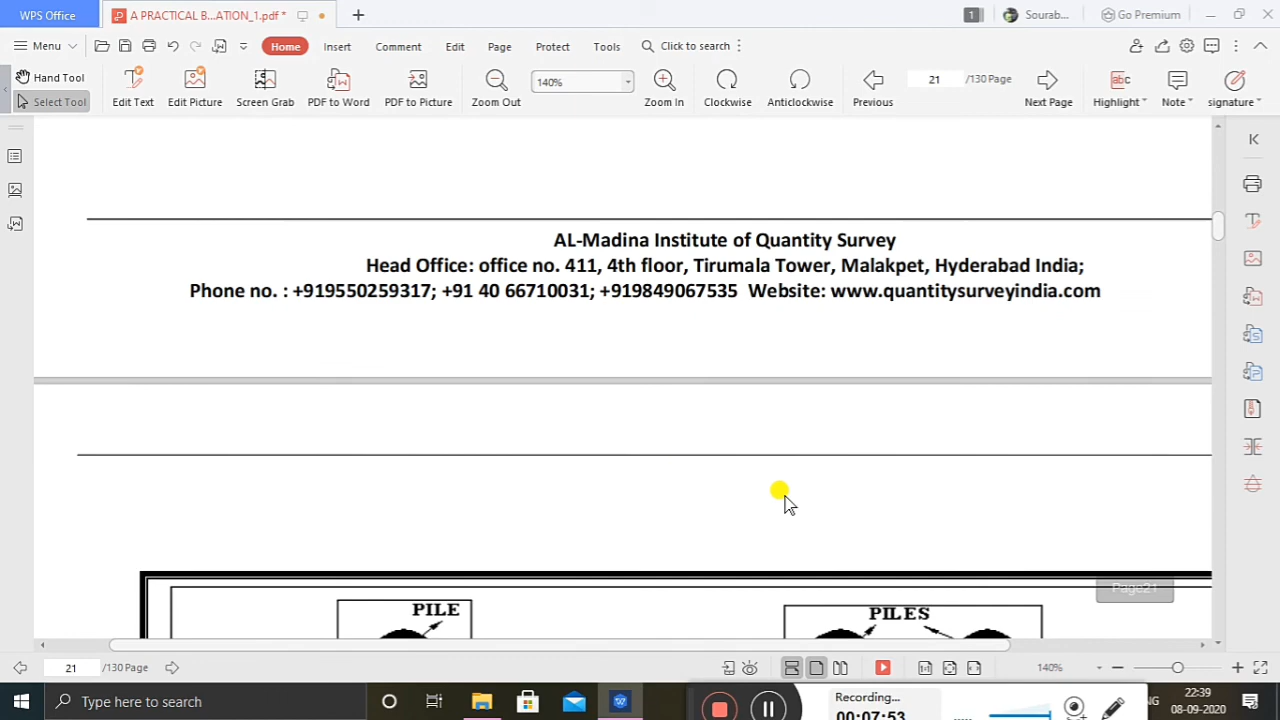 WPS Office
A PRACTICAL B...ATION_1.pdf *
1
Sourab...
Go Premium
Menu
Home
Insert
Comment
Edit
Page
Protect
Tools
Click to search
Hand Tool
Select Tool
Edit Text
Edit Picture
Screen Grab
PDF to Word
PDF to Picture
Zoom Out
140%
Zoom In
Clockwise
Anticlockwise
Previous
21 /130 Page
Next Page
Highlight
Note
signature
AL-Madina Institute of Quantity Survey
Head Office: office no. 411, 4th floor, Tirumala Tower, Malakpet, Hyderabad India;
Phone no. : +919550259317; +91 40 66710031; +919849067535 Website: www.quantitysurveyindia.com
Page21
PILE
PILES
21 /130 Page
140%
Type here to search
Recording...
00:07:53
NG
22:39
08-09-2020